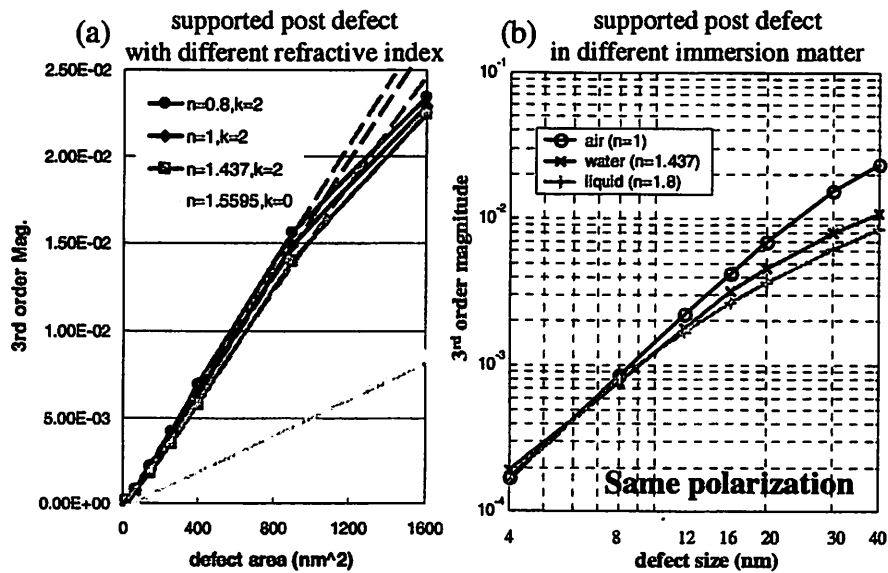 (a)
supported post defect
with different refractive index
2.50E-02
2.00E-02
1.50E-02
1.00E-02
5.00E-03
0.00E+00
3rd order Mag.
n=0.8,k=2
n=1,k=2
n=1.437,k=2
n=1.5595,k=0
0 400 800 1200 1600
defect area (nm^2)
(b)
supported post defect
in different immersion matter
10-1
10-2
10-3
10-4
3rd order magnitude
air (n=1)
water (n=1.437)
liquid (n=1.8)
Same polarization
4 8 12 16 20 30 40
defect size (nm)